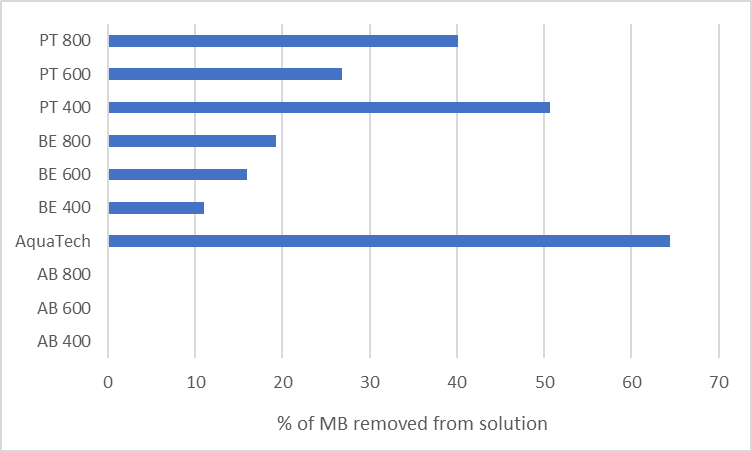 PT 800
PT 600
PT 400
BE 800
BE 600
BE 400
AquaTech
AB 800
AB 600
AB 400
0 10 20 30 40 50 60 70
% of MB removed from solution